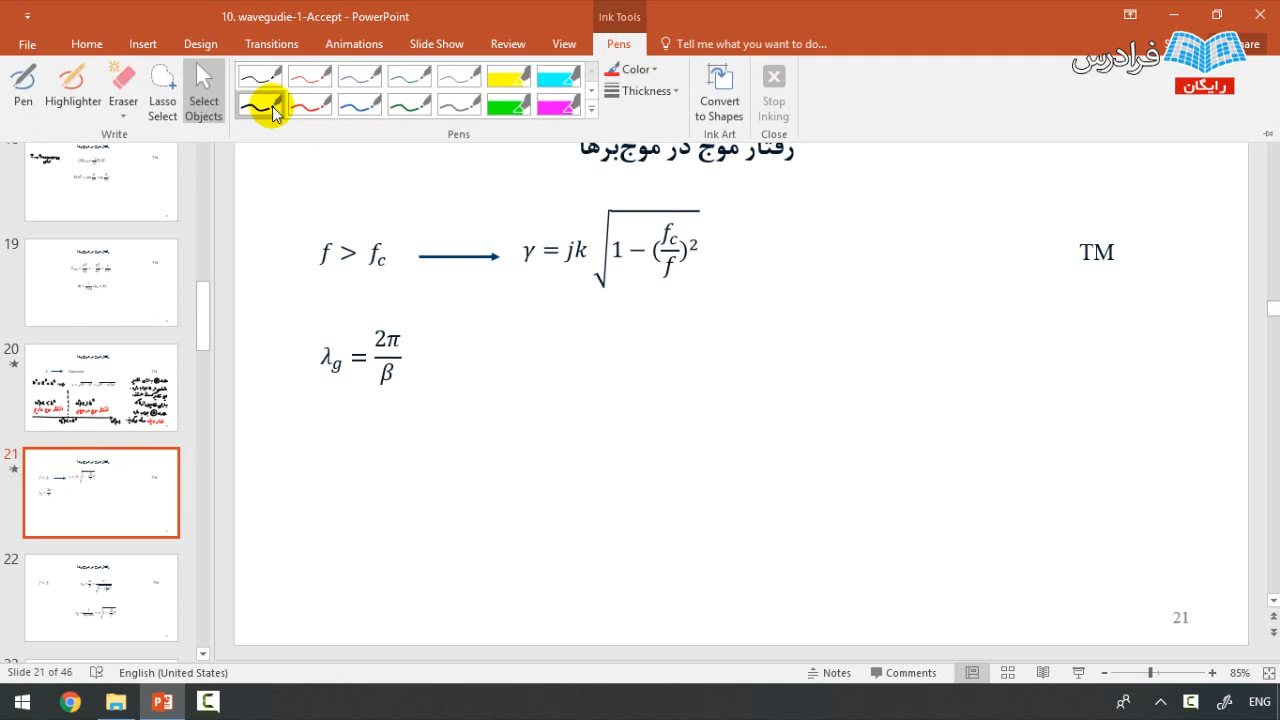 10. wavegudie-1-Accept - PowerPoint
Ink Tools
File
Home
Insert
Design
Transitions
Animations
Slide Show
Review
View
Pens
Tell me what you want to do...
Share
فرادرس
رایگان
Pen
Highlighter
Eraser
Lasso Select
Select Objects
Color
Thickness
Convert to Shapes
Stop Inking
Write
Pens
Ink Art
Close
رفتار موج در موج‌برها
f > f_c → γ = jk √(1 − (f_c/f)²)
TM
λ_g = 2π/β
21
19
20
21
22
Slide 21 of 46
English (United States)
Notes
Comments
85%
ENG